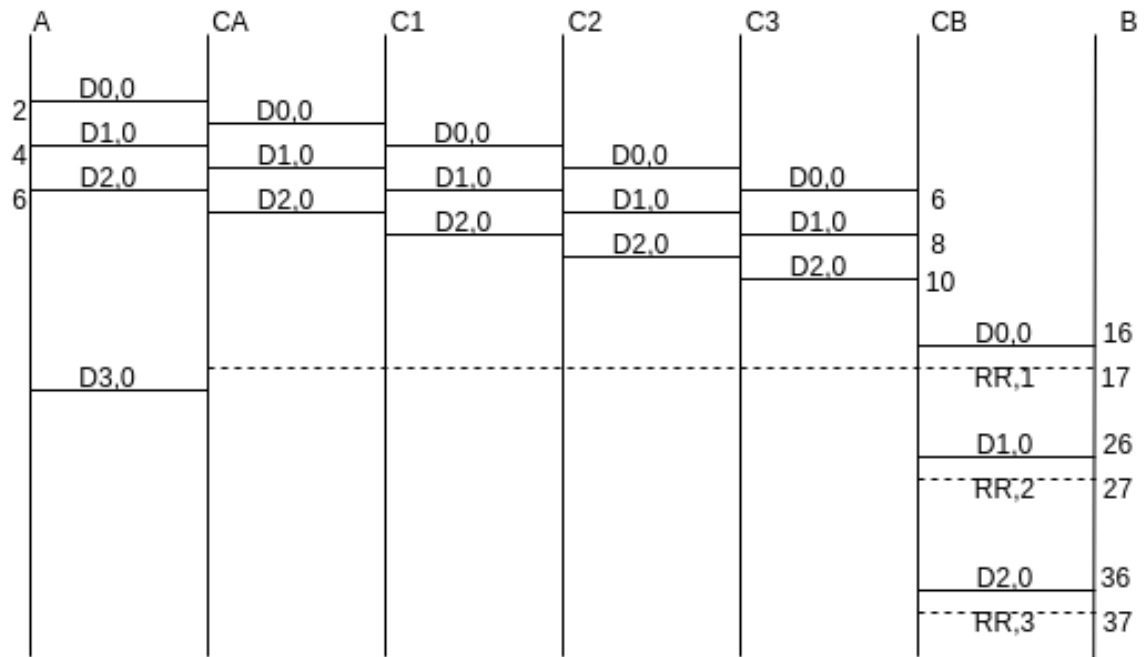 A CA C1 C2 C3 CB B
D0,0
2 D0,0
D1,0 D0,0
4 D1,0 D0,0
D2,0 D1,0 D0,0
6 D2,0 D1,0 6
D2,0 D1,0 8
D2,0 10
D2,0
D0,0 16
D3,0 RR,1 17
D1,0 26
RR,2 27
D2,0 36
RR,3 37